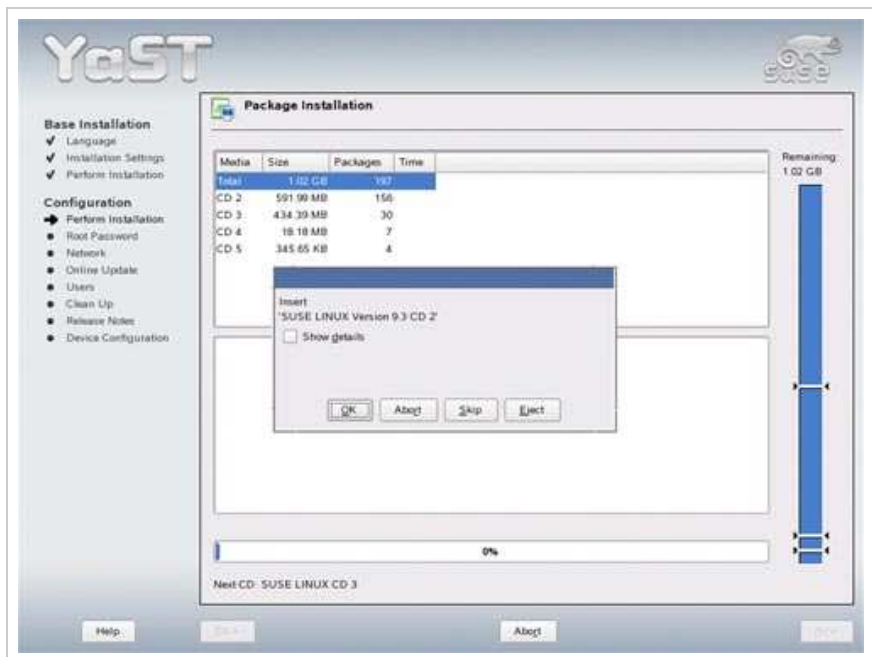 YaST
SUSE
Base Installation
Language
Installation Settings
Perform Installation
Configuration
Perform Installation
Root Password
Network
Online Update
Users
Clean Up
Release Notes
Device Configuration
Package Installation
Media Size Packages Time
Total 1.02 GB 197
CD 2 591.99 MB 156
CD 3 434.39 MB 30
CD 4 18.18 MB 7
CD 5 345.65 KB 4
Remaining:
1.02 GB
Insert
'SUSE LINUX Version 9.3 CD 2'
Show details
OK Abort Skip Eject
0%
Next CD: SUSE LINUX CD 3
Help Abort